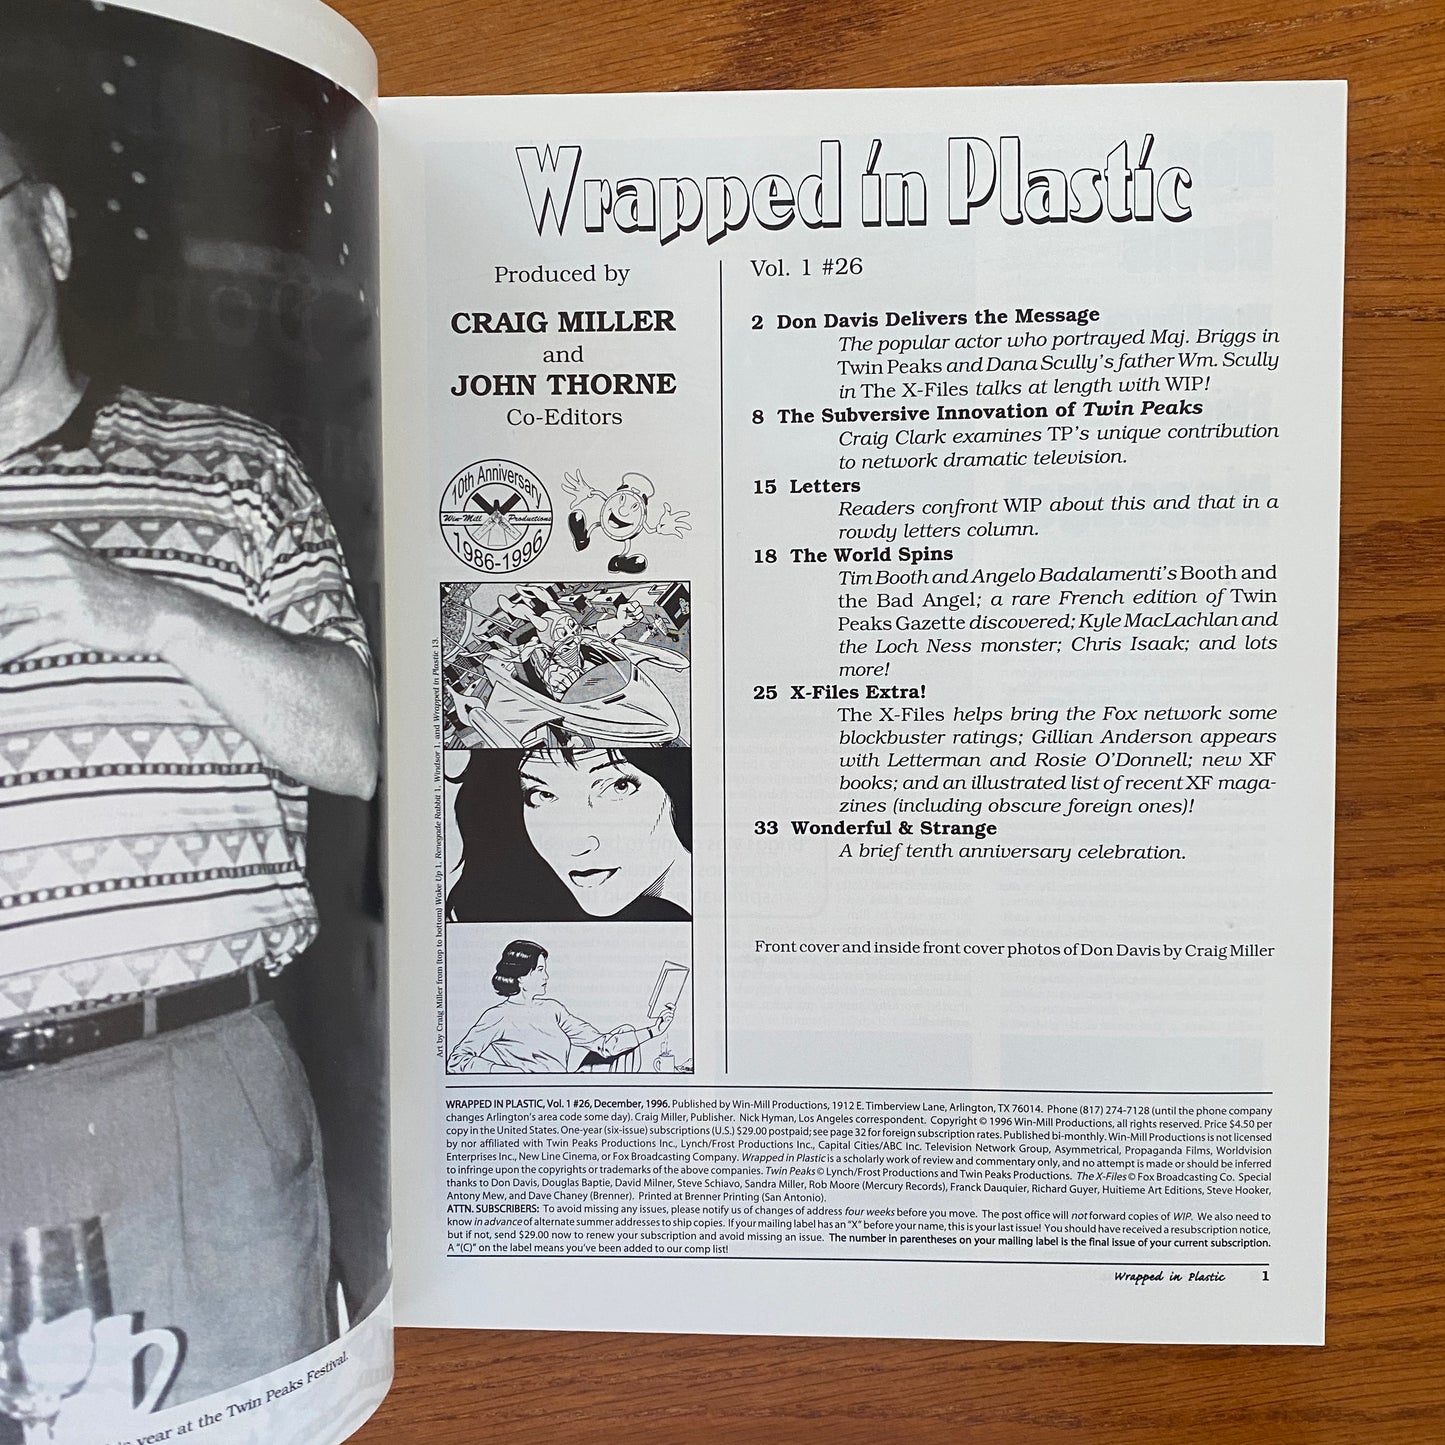 Wrapped in Plastic
Produced by
CRAIG MILLER
and
JOHN THORNE
Co-Editors
10th Anniversary
Win-Mill Productions
1986-1996
Art by Craig Miller from (top to bottom) Wake Up 1, Renegade Rabbit 1, Windsor 1, and Wrapped in Plastic 13.
Vol. 1 #26
2 Don Davis Delivers the Message
The popular actor who portrayed Maj. Briggs in
Twin Peaks and Dana Scully's father Wm. Scully
in The X-Files talks at length with WIP!
8 The Subversive Innovation of Twin Peaks
Craig Clark examines TP's unique contribution
to network dramatic television.
15 Letters
Readers confront WIP about this and that in a
rowdy letters column.
18 The World Spins
Tim Booth and Angelo Badalamenti's Booth and
the Bad Angel; a rare French edition of Twin
Peaks Gazette discovered; Kyle MacLachlan and
the Loch Ness monster; Chris Isaak; and lots
more!
25 X-Files Extra!
The X-Files helps bring the Fox network some
blockbuster ratings; Gillian Anderson appears
with Letterman and Rosie O'Donnell; new XF
books; and an illustrated list of recent XF maga-
zines (including obscure foreign ones)!
33 Wonderful & Strange
A brief tenth anniversary celebration.
Front cover and inside front cover photos of Don Davis by Craig Miller
WRAPPED IN PLASTIC, Vol. 1 #26, December, 1996. Published by Win-Mill Productions, 1912 E. Timberview Lane, Arlington, TX 76014. Phone (817) 274-7128 (until the phone company
changes Arlington's area code some day). Craig Miller, Publisher. Nick Hyman, Los Angeles correspondent. Copyright © 1996 Win-Mill Productions, all rights reserved. Price $4.50 per
copy in the United States. One-year (six-issue) subscriptions (U.S.) $29.00 postpaid; see page 32 for foreign subscription rates. Published bi-monthly. Win-Mill Productions is not licensed
by nor affiliated with Twin Peaks Productions Inc., Lynch/Frost Productions Inc., Capital Cities/ABC Inc. Television Network Group, Asymmetrical, Propaganda Films, Worldvision
Enterprises Inc., New Line Cinema, or Fox Broadcasting Company. Wrapped in Plastic is a scholarly work of review and commentary only, and no attempt is made or should be inferred
to infringe upon the copyrights or trademarks of the above companies. Twin Peaks © Lynch/Frost Productions and Twin Peaks Productions. The X-Files © Fox Broadcasting Co. Special
thanks to Don Davis, Douglas Baptie, David Milner, Steve Schiavo, Sandra Miller, Rob Moore (Mercury Records), Franck Dauquier, Richard Guyer, Huitieme Art Editions, Steve Hooker,
Antony Mew, and Dave Chaney (Brenner). Printed at Brenner Printing (San Antonio).
ATTN. SUBSCRIBERS: To avoid missing any issues, please notify us of changes of address four weeks before you move. The post office will not forward copies of WIP. We also need to
know in advance of alternate summer addresses to ship copies. If your mailing label has an "X" before your name, this is your last issue! You should have received a resubscription notice,
but if not, send $29.00 now to renew your subscription and avoid missing an issue. The number in parentheses on your mailing label is the final issue of your current subscription.
A "(C)" on the label means you've been added to our comp list!
Wrapped in Plastic 1
year at the Twin Peaks Festival.